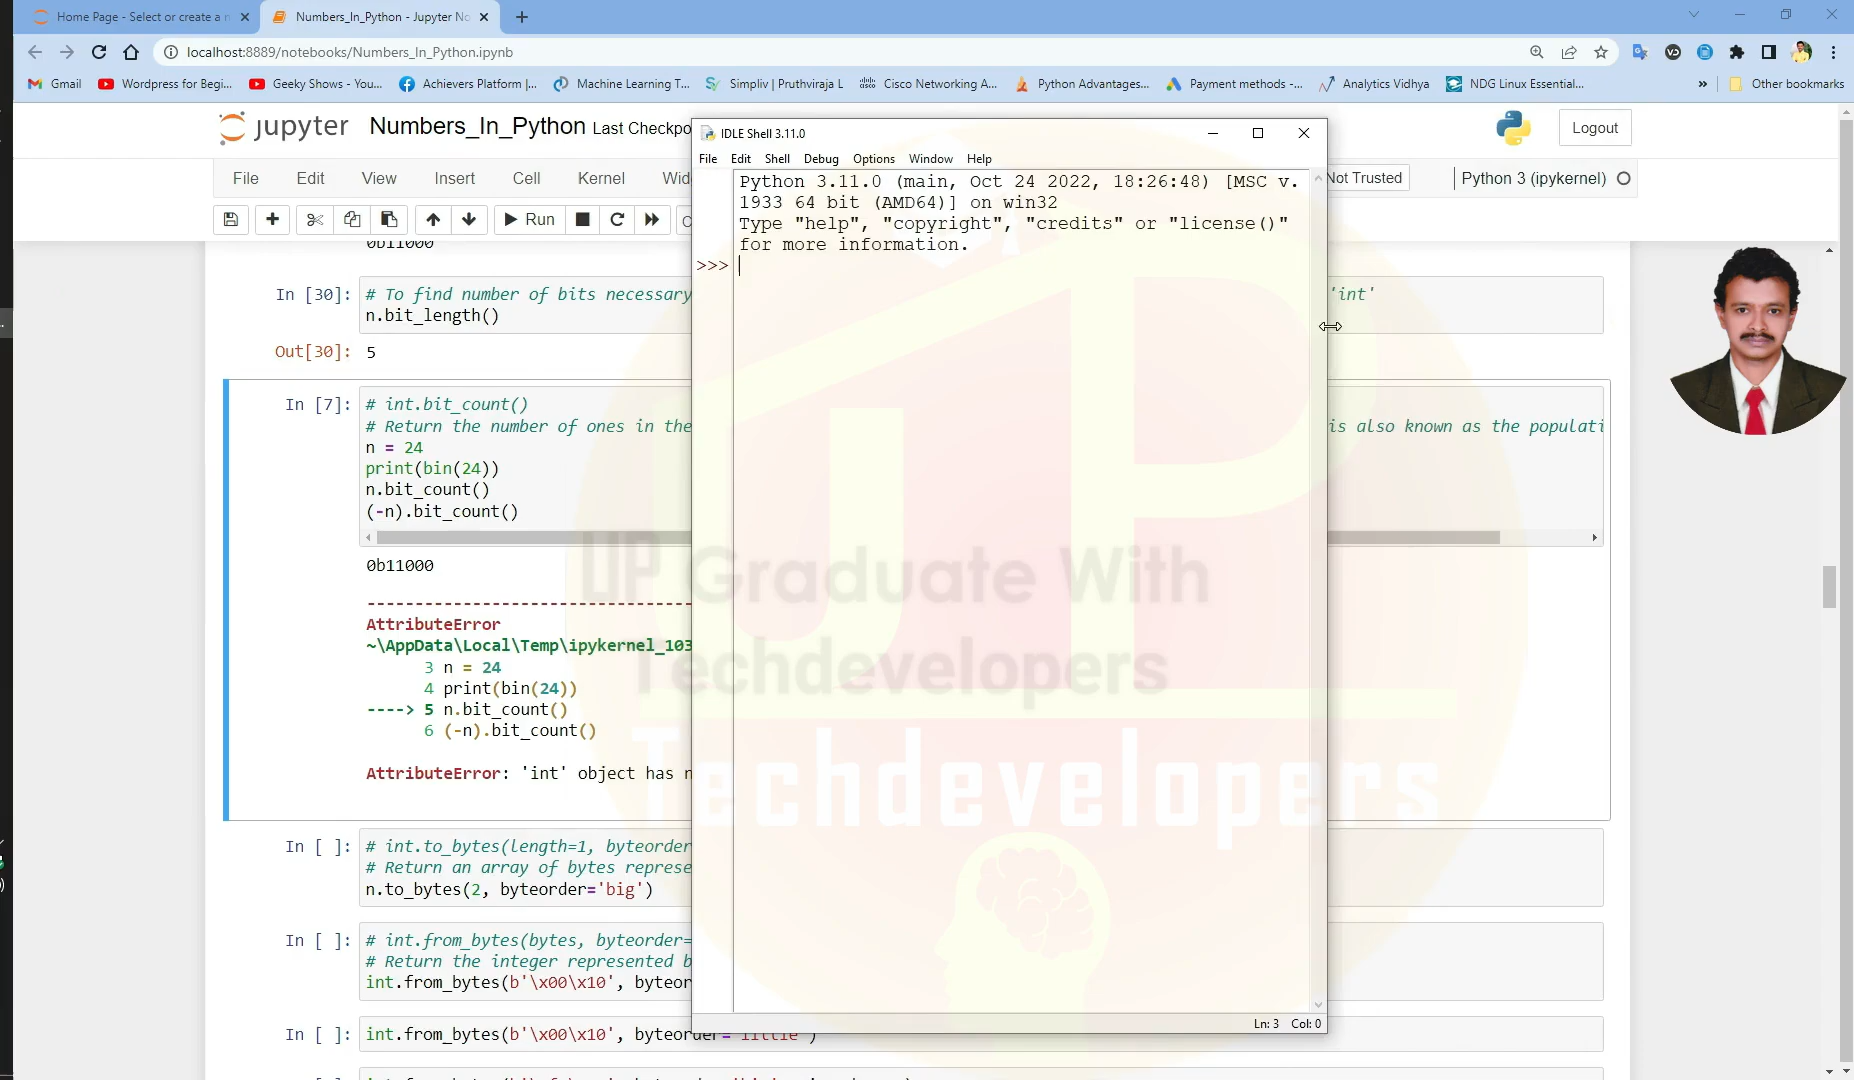 Home Page - Select or create a n
Numbers_In_Python - Jupyter No
localhost:8889/notebooks/Numbers_In_Python.ipynb
Gmail
Wordpress for Begi...
Geeky Shows - You...
Achievers Platform |...
Machine Learning T...
Simpliv | Pruthviraja L
Cisco Networking A...
Python Advantages...
Payment methods -...
Analytics Vidhya
NDG Linux Essential...
Other bookmarks
jupyter Numbers_In_Python Last Checkpo
Logout
File Edit View Insert Cell Kernel Wid
Not Trusted
Python 3 (ipykernel)
Run
0b11000
In [30]: # To find number of bits necessary
'int'
n.bit_length()
Out[30]: 5
In [7]: # int.bit_count()
# Return the number of ones in the
is also known as the populati
n = 24
print(bin(24))
n.bit_count()
(-n).bit_count()
0b11000
AttributeError
~\AppData\Local\Temp\ipykernel_103
3 n = 24
4 print(bin(24))
----> 5 n.bit_count()
6 (-n).bit_count()
AttributeError: 'int' object has n
In [ ]: # int.to_bytes(length=1, byteorder
# Return an array of bytes represe
n.to_bytes(2, byteorder='big')
In [ ]: # int.from_bytes(bytes, byteorder=
# Return the integer represented b
int.from_bytes(b'\x00\x10', byteor
In [ ]: int.from_bytes(b'\x00\x10', byteorder='little')
IDLE Shell 3.11.0
File Edit Shell Debug Options Window Help
Python 3.11.0 (main, Oct 24 2022, 18:26:48) [MSC v.
1933 64 bit (AMD64)] on win32
Type "help", "copyright", "credits" or "license()"
for more information.
>>>
Ln: 3 Col: 0
UP Graduate With
Techdevelopers
Techdevelopers